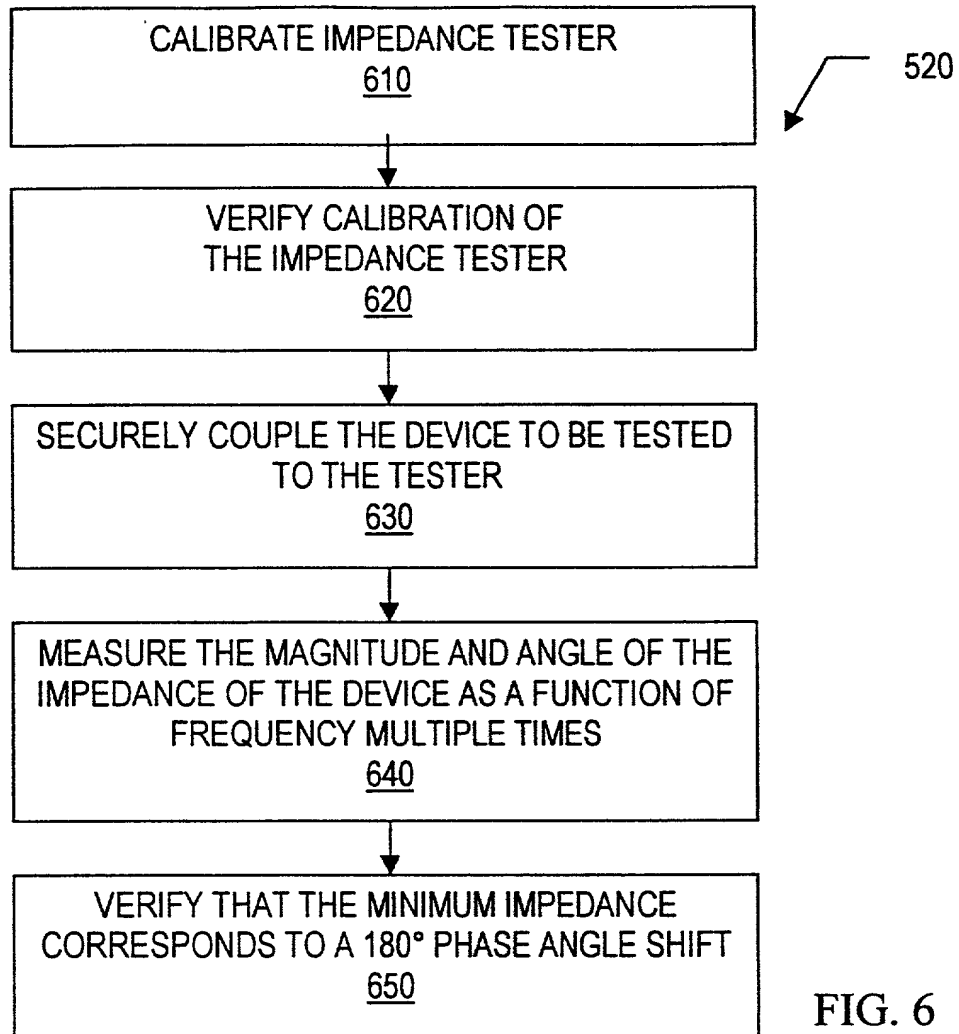 CALIBRATE IMPEDANCE TESTER
610
520
VERIFY CALIBRATION OF
THE IMPEDANCE TESTER
620
SECURELY COUPLE THE DEVICE TO BE TESTED
TO THE TESTER
630
MEASURE THE MAGNITUDE AND ANGLE OF THE
IMPEDANCE OF THE DEVICE AS A FUNCTION OF
FREQUENCY MULTIPLE TIMES
640
VERIFY THAT THE MINIMUM IMPEDANCE
CORRESPONDS TO A 180° PHASE ANGLE SHIFT
650
FIG. 6